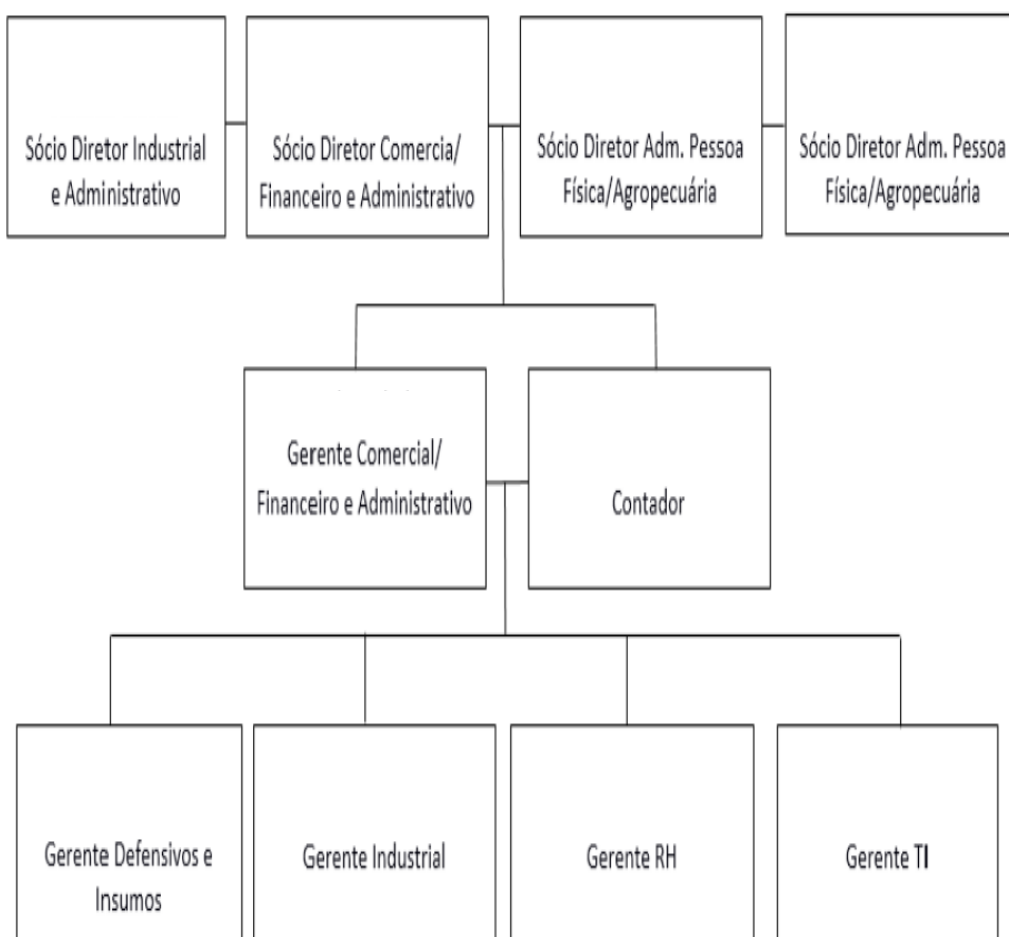 Sócio Diretor Industrial
e Administrativo
Sócio Diretor Comercia/
Financeiro e Administrativo
Sócio Diretor Adm. Pessoa
Física/Agropecuária
Sócio Diretor Adm. Pessoa
Física/Agropecuária
Gerente Comercial/
Financeiro e Administrativo
Contador
Gerente Defensivos e
Insumos
Gerente Industrial
Gerente RH
Gerente TI